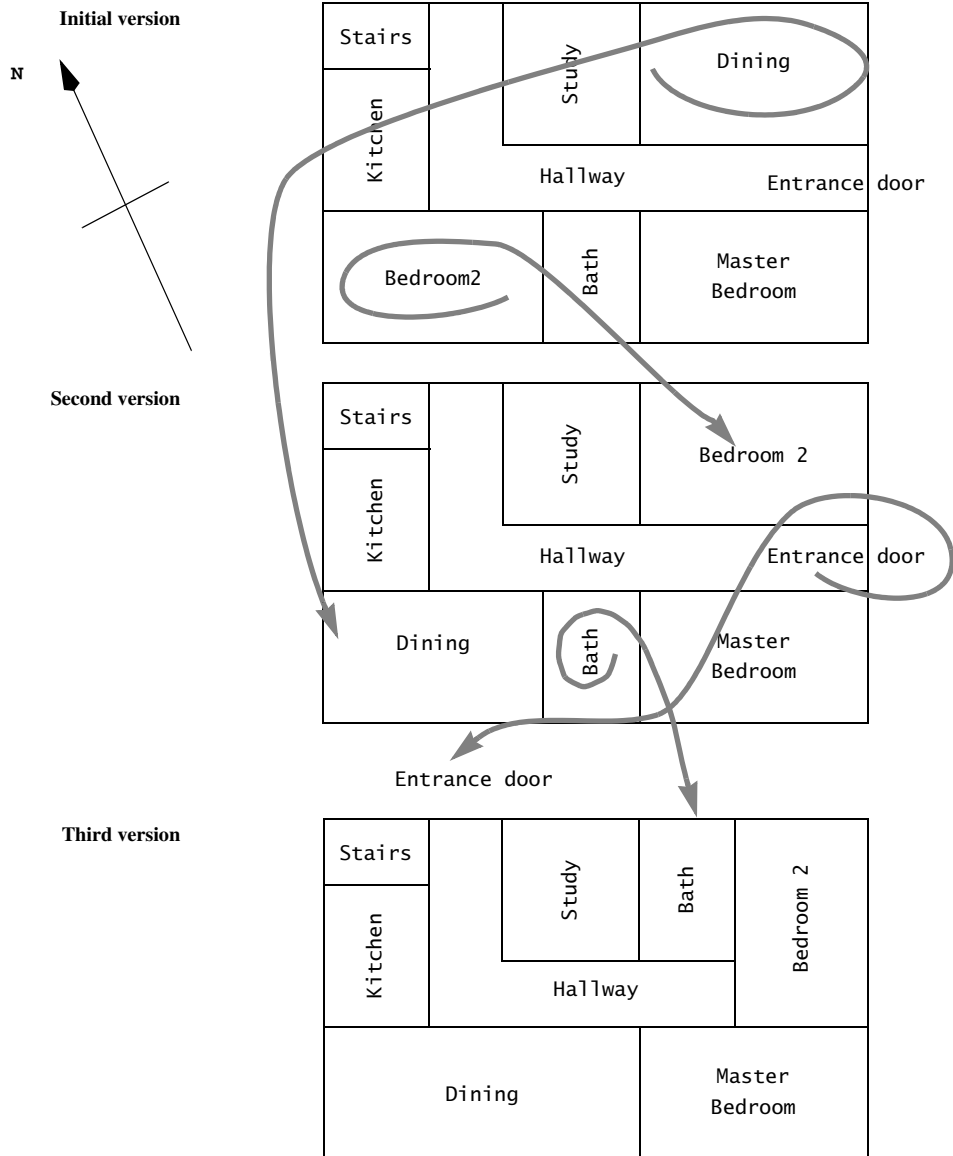 Initial version
N
Stairs
Study
Dining
Kitchen
Hallway
Entrance door
Bedroom2
Bath
Master
Bedroom
Second version
Stairs
Study
Bedroom 2
Kitchen
Hallway
Entrance door
Dining
Bath
Master
Bedroom
Entrance door
Third version
Stairs
Study
Bath
Bedroom 2
Kitchen
Hallway
Dining
Master
Bedroom